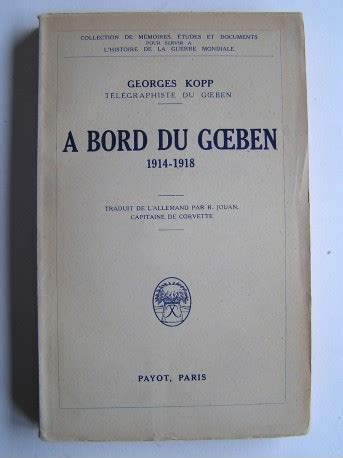 COLLECTION DE MÉMOIRES, ÉTUDES ET DOCUMENTS
POUR SERVIR A
L'HISTOIRE DE LA GUERRE MONDIALE
GEORGES KOPP
TÉLÉGRAPHISTE DU GŒBEN
A BORD DU GŒBEN
1914-1918
TRADUIT DE L'ALLEMAND PAR R. JOUAN,
CAPITAINE DE CORVETTE
PAYOT, PARIS